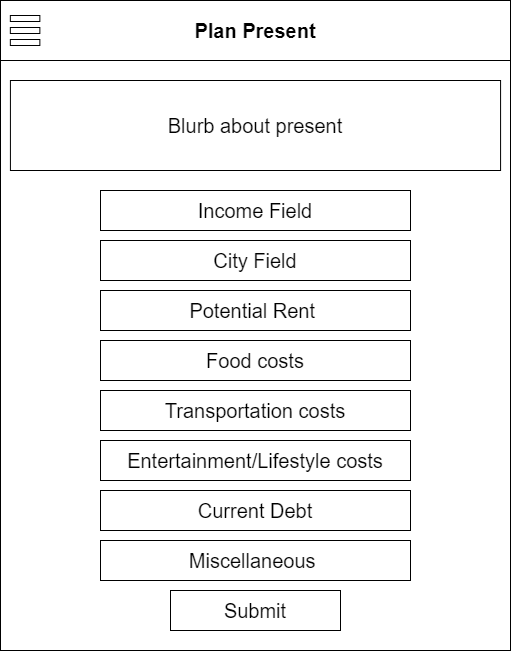 Plan Present
Blurb about present
Income Field
City Field
Potential Rent
Food costs
Transportation costs
Entertainment/Lifestyle costs
Current Debt
Miscellaneous
Submit